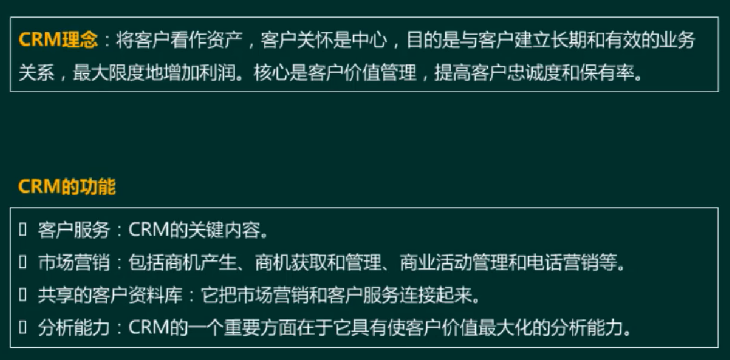 CRM理念：将客户看作资产，客户关怀是中心，目的是与客户建立长期和有效的业务
关系，最大限度地增加利润。核心是客户价值管理，提高客户忠诚度和保有率。
CRM的功能
▯ 客户服务：CRM的关键内容。
▯ 市场营销：包括商机产生、商机获取和管理、商业活动管理和电话营销等。
▯ 共享的客户资料库：它把市场营销和客户服务连接起来。
▯ 分析能力：CRM的一个重要方面在于它具有使客户价值最大化的分析能力。